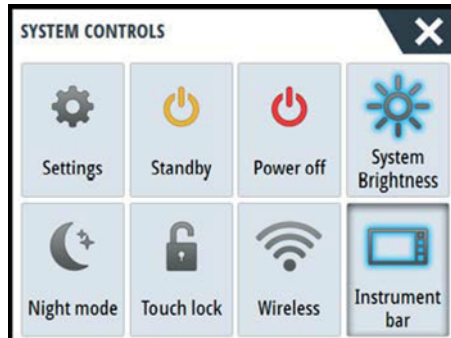 SYSTEM CONTROLS
Settings
Standby
Power off
System
Brightness
Night mode
Touch lock
Wireless
Instrument
bar